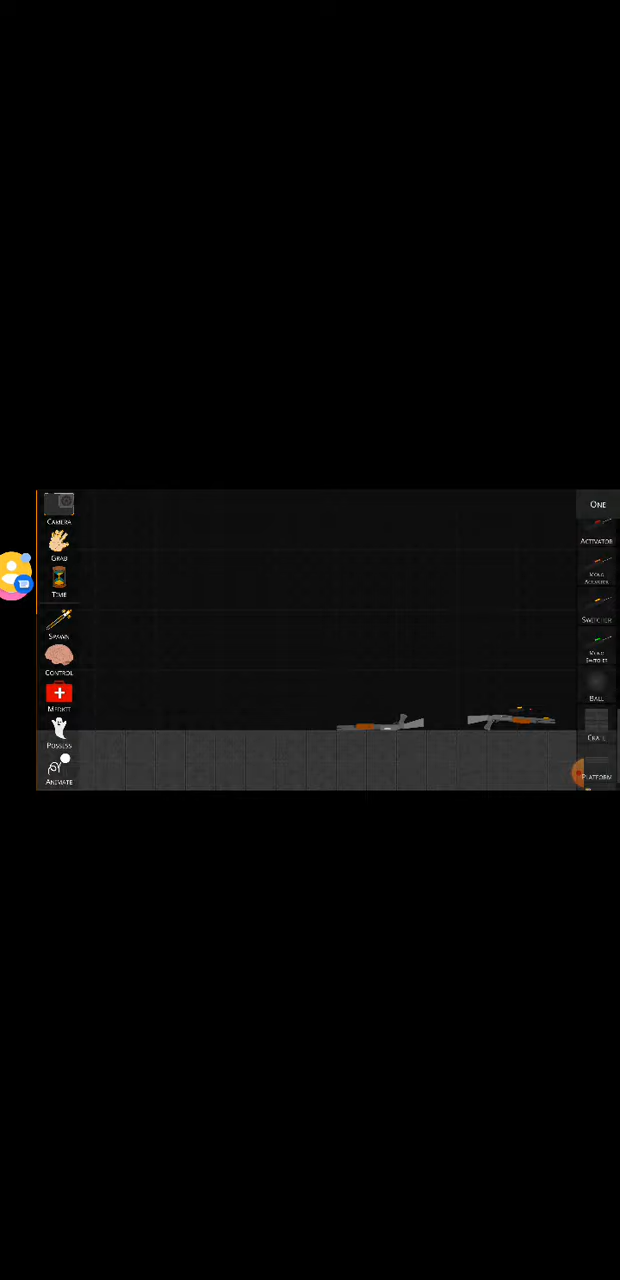 CAMERA
GRAB
TIME
SPAWN
CONTROL
MEDKIT
POSSESS
ANIMATE
ONE
ACTIVATOR
SWITCHER
BALL
CRATE
PLATFORM